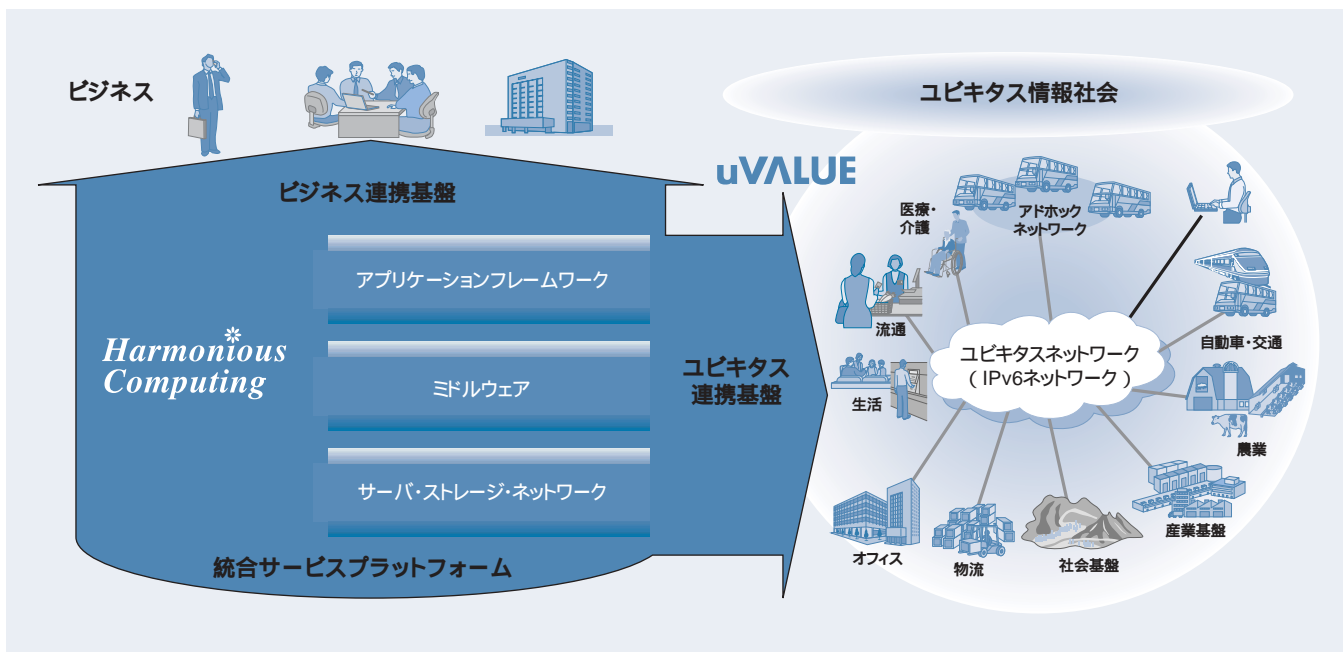 ビジネス
ビジネス連携基盤
Harmonious
Computing
アプリケーションフレームワーク
ミドルウェア
サーバ・ストレージ・ネットワーク
統合サービスプラットフォーム
ユビキタス
連携基盤
uVALUE
ユビキタス情報社会
医療・
介護
アドホック
ネットワーク
流通
生活
ユビキタスネットワーク
（IPv6ネットワーク）
自動車・交通
農業
産業基盤
社会基盤
物流
オフィス